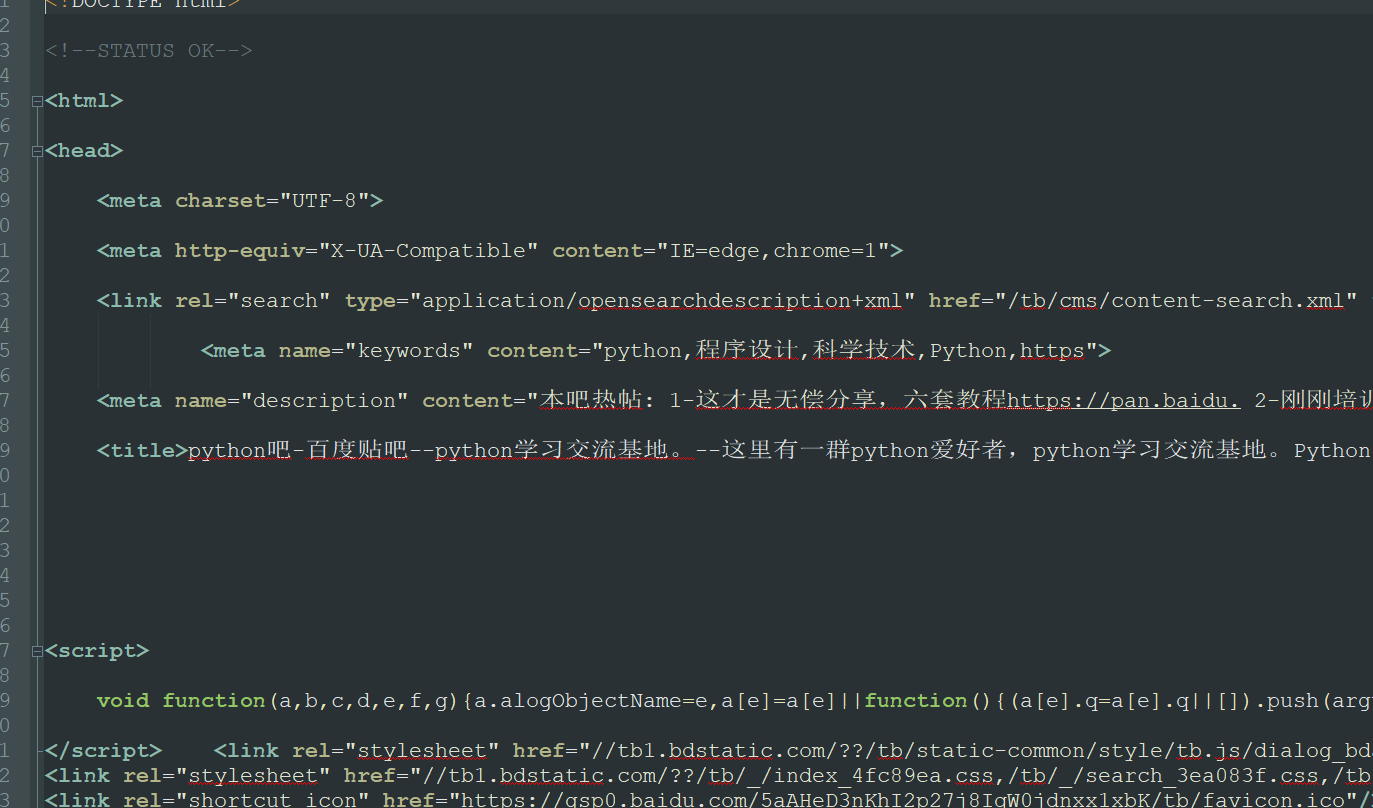 1 <!DOCTYPE html>
2
3 <!--STATUS OK-->
4
5 <html>
6
7 <head>
8
9 <meta charset="UTF-8">
0
1 <meta http-equiv="X-UA-Compatible" content="IE=edge,chrome=1">
2
3 <link rel="search" type="application/opensearchdescription+xml" href="/tb/cms/content-search.xml"
4
5 <meta name="keywords" content="python,程序设计,科学技术,Python,https">
6
7 <meta name="description" content="本吧热帖: 1-这才是无偿分享，六套教程https://pan.baidu. 2-刚刚培训
8
9 <title>python吧-百度贴吧--python学习交流基地。--这里有一群python爱好者，python学习交流基地。Python
0
1
2
3
4
5
6
7 <script>
8
9 void function(a,b,c,d,e,f,g){a.alogObjectName=e,a[e]=a[e]||function(){(a[e].q=a[e].q||[]).push(arg
0
1 </script> <link rel="stylesheet" href="//tb1.bdstatic.com/??/tb/static-common/style/tb.js/dialog_bd
2 <link rel="stylesheet" href="//tb1.bdstatic.com/??/tb/_/index_4fc89ea.css,/tb/_/search_3ea083f.css,/tb
3 <link rel="shortcut icon" href="https://gsp0.baidu.com/5aAHeD3nKhI2p27j8IqW0jdnxx1xbK/tb/favicon.ico"/